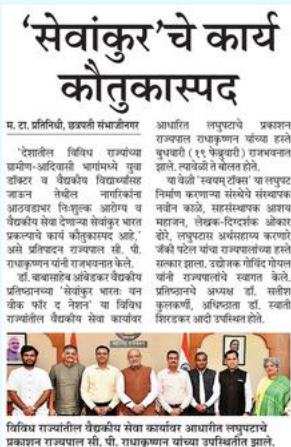 ‘सेवांकुर’चे कार्य
कौतुकास्पद
म. टा. प्रतिनिधी, छत्रपती संभाजीनगर
‘देशातील विविध राज्यांच्या
ग्रामीण-आदिवासी भागांमध्ये युवा
डॉक्टर व वैद्यकीय विद्यार्थ्यांसह
जाऊन तेथील नागरिकांना
आठवडाभर निःशुल्क आरोग्य व
वैद्यकीय सेवा देणाऱ्या सेवांकुर भारत
प्रकल्पाचे कार्य कौतुकास्पद आहे,’
असे प्रतिपादन राज्यपाल सी. पी.
राधाकृष्णन यांनी राजभवनात केले.
डॉ. बाबासाहेब आंबेडकर वैद्यकीय
प्रतिष्ठानच्या ‘सेवांकुर भारतः वन
वीक फॉर द नेशन’ या विविध
राज्यांतील वैद्यकीय सेवा कार्यावर
आधारित लघुपटाचे प्रकाशन
राज्यपाल राधाकृष्णन यांच्या हस्ते
बुधवारी (१९ फेब्रुवारी) राजभवनात
झाले. त्यावेळी ते बोलत होते.
या वेळी ‘स्वयम् टॉक्स’ या लघुपट
निर्माण करणाऱ्या संस्थेचे संस्थापक
नवीन काळे, सहसंस्थापक आशय
महाजन, लेखक-दिग्दर्शक ओंकार
ढोरे, लघुपटास अर्थसहाय्य करणारे
जॅकी पटेल यांचा राज्यपालांच्या हस्ते
सत्कार झाला. उद्योजक गोविंद गोयल
यांनी राज्यपालांचे स्वागत केले.
प्रतिष्ठानचे अध्यक्ष डॉ. सतीश
कुलकर्णी, अधिष्ठाता डॉ. स्वाती
शिरडकर आदी उपस्थित होते.
विविध राज्यांतील वैद्यकीय सेवा कार्यावर आधारीत लघुपटाचे
प्रकाशन राज्यपाल सी. पी. राधाकृष्णन यांच्या उपस्थितीत झाले.